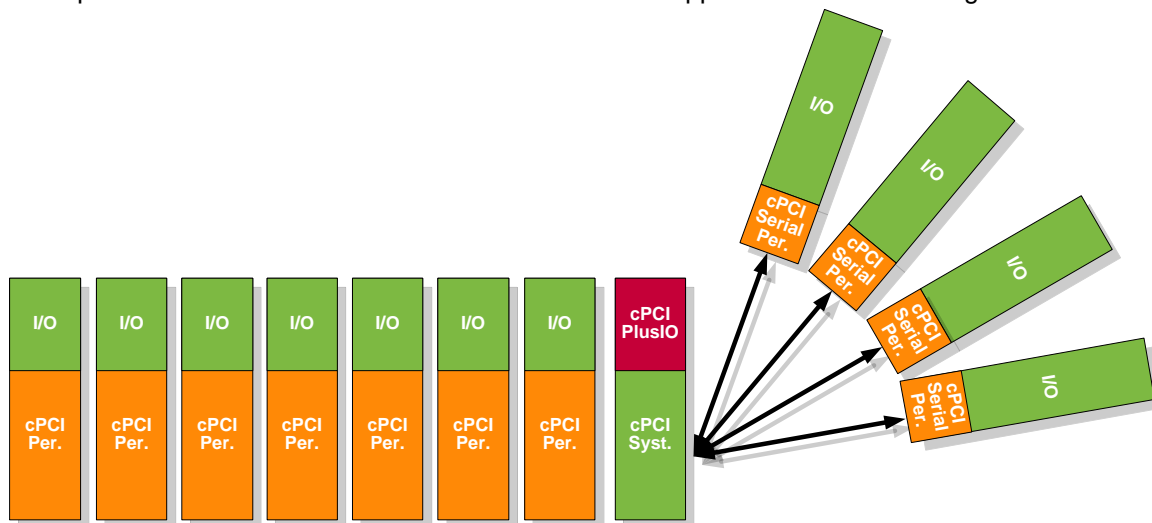 I/O
cPCI
Serial
Per.
I/O
cPCI
Serial
Per.
I/O
cPCI
Serial
Per.
I/O
cPCI
Serial
Per.
I/O
I/O
I/O
I/O
I/O
I/O
I/O
cPCI
PlusIO
cPCI
Per.
cPCI
Per.
cPCI
Per.
cPCI
Per.
cPCI
Per.
cPCI
Per.
cPCI
Per.
cPCI
Syst.